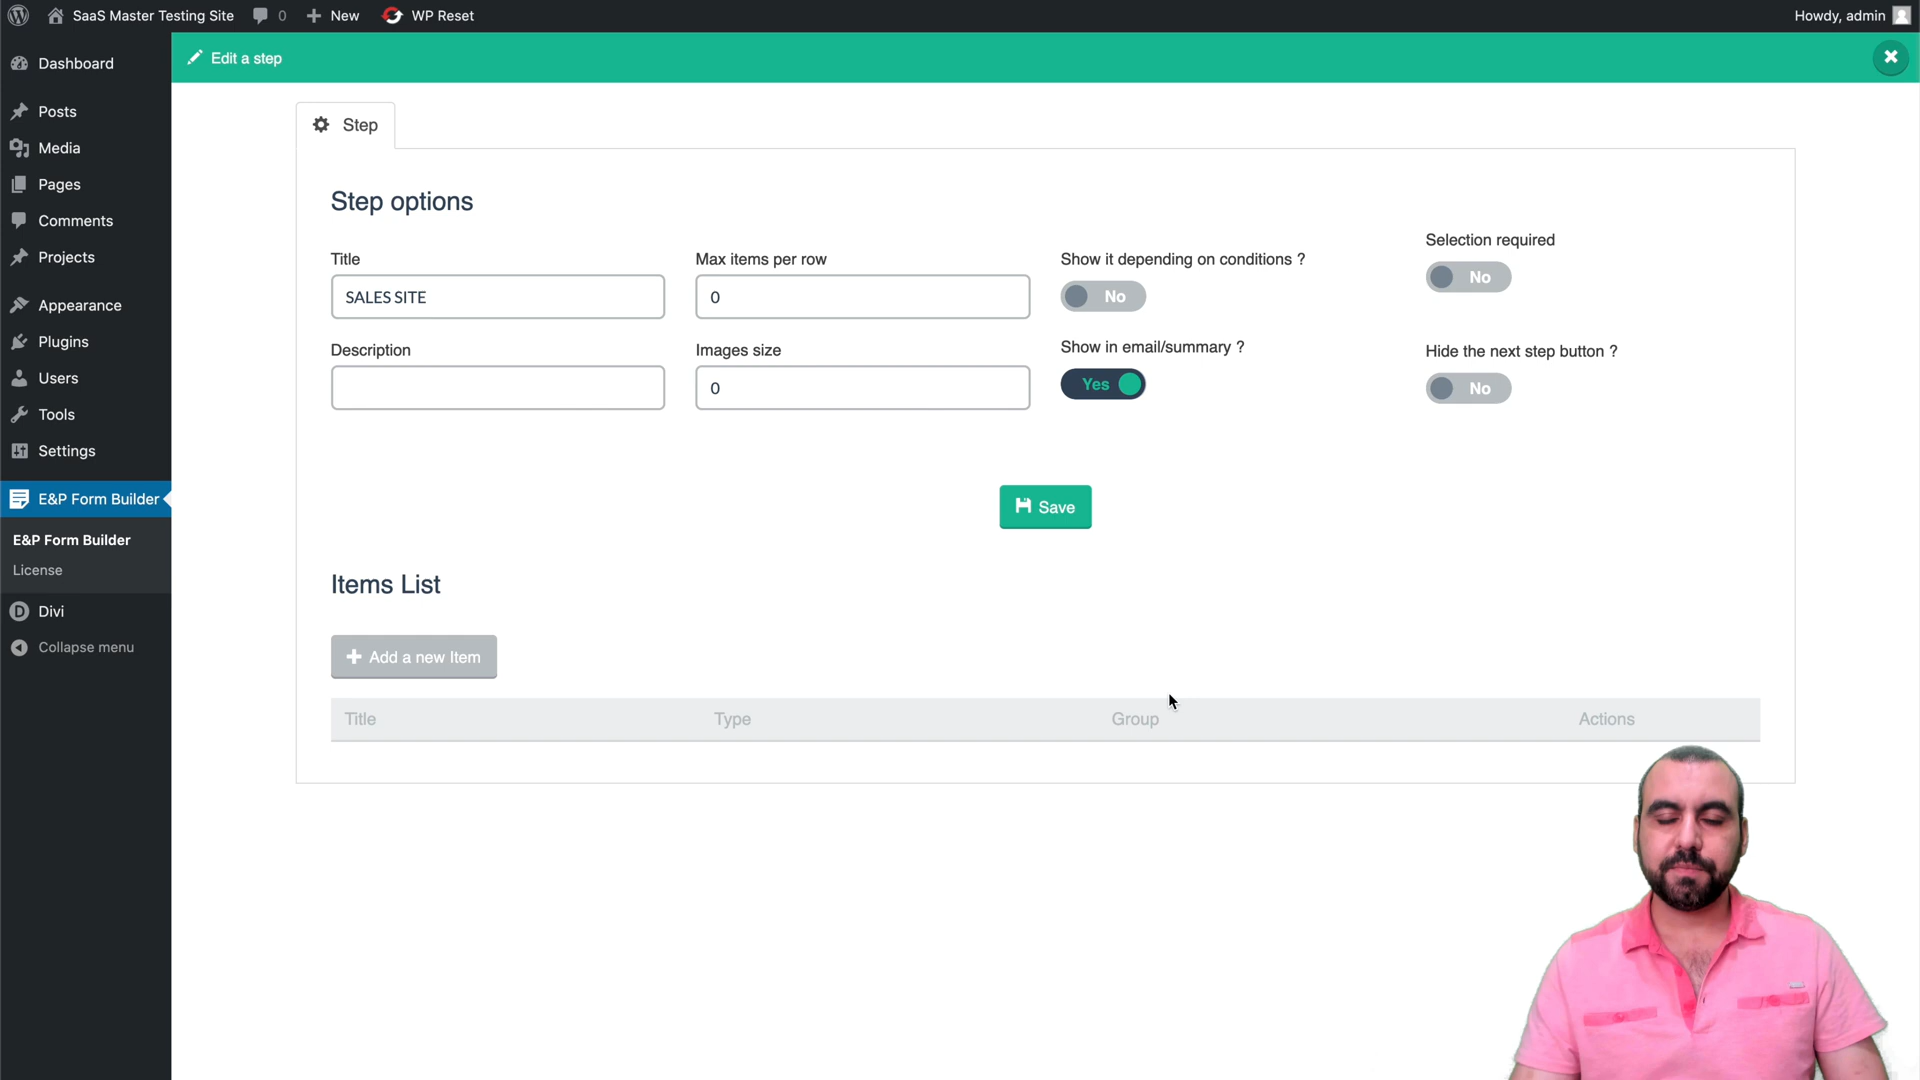 SaaS Master Testing Site 0 New WP Reset Howdy, admin
Dashboard
Posts
Media
Pages
Comments
Projects
Appearance
Plugins
Users
Tools
Settings
E&P Form Builder
E&P Form Builder
License
Divi
Collapse menu
Edit a step
Step
Step options
Title
SALES SITE
Max items per row
0
Show it depending on conditions ?
No
Selection required
No
Description
Images size
0
Show in email/summary ?
Yes
Hide the next step button ?
No
Save
Items List
Add a new Item
Title Type Group Actions